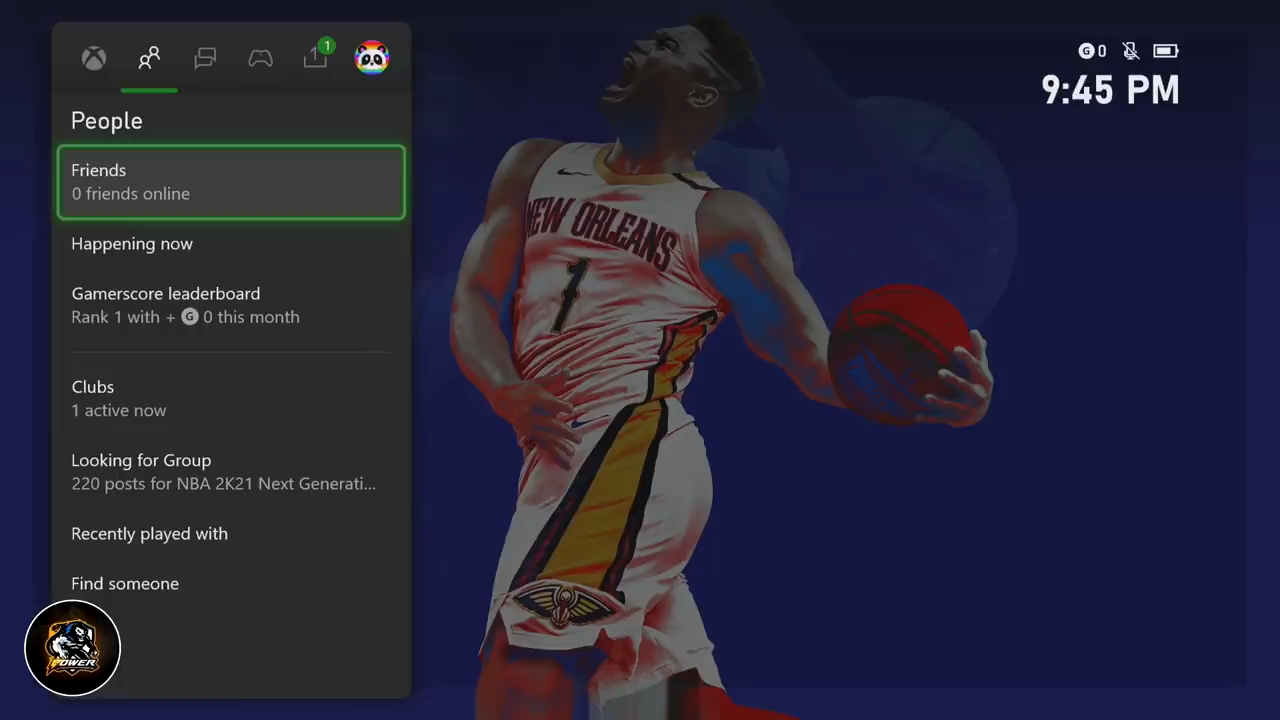 1
G 0
9:45 PM
People
Friends
0 friends online
Happening now
Gamerscore leaderboard
Rank 1 with + G 0 this month
Clubs
1 active now
Looking for Group
220 posts for NBA 2K21 Next Generati...
Recently played with
Find someone
NEW ORLEANS
1
POWER